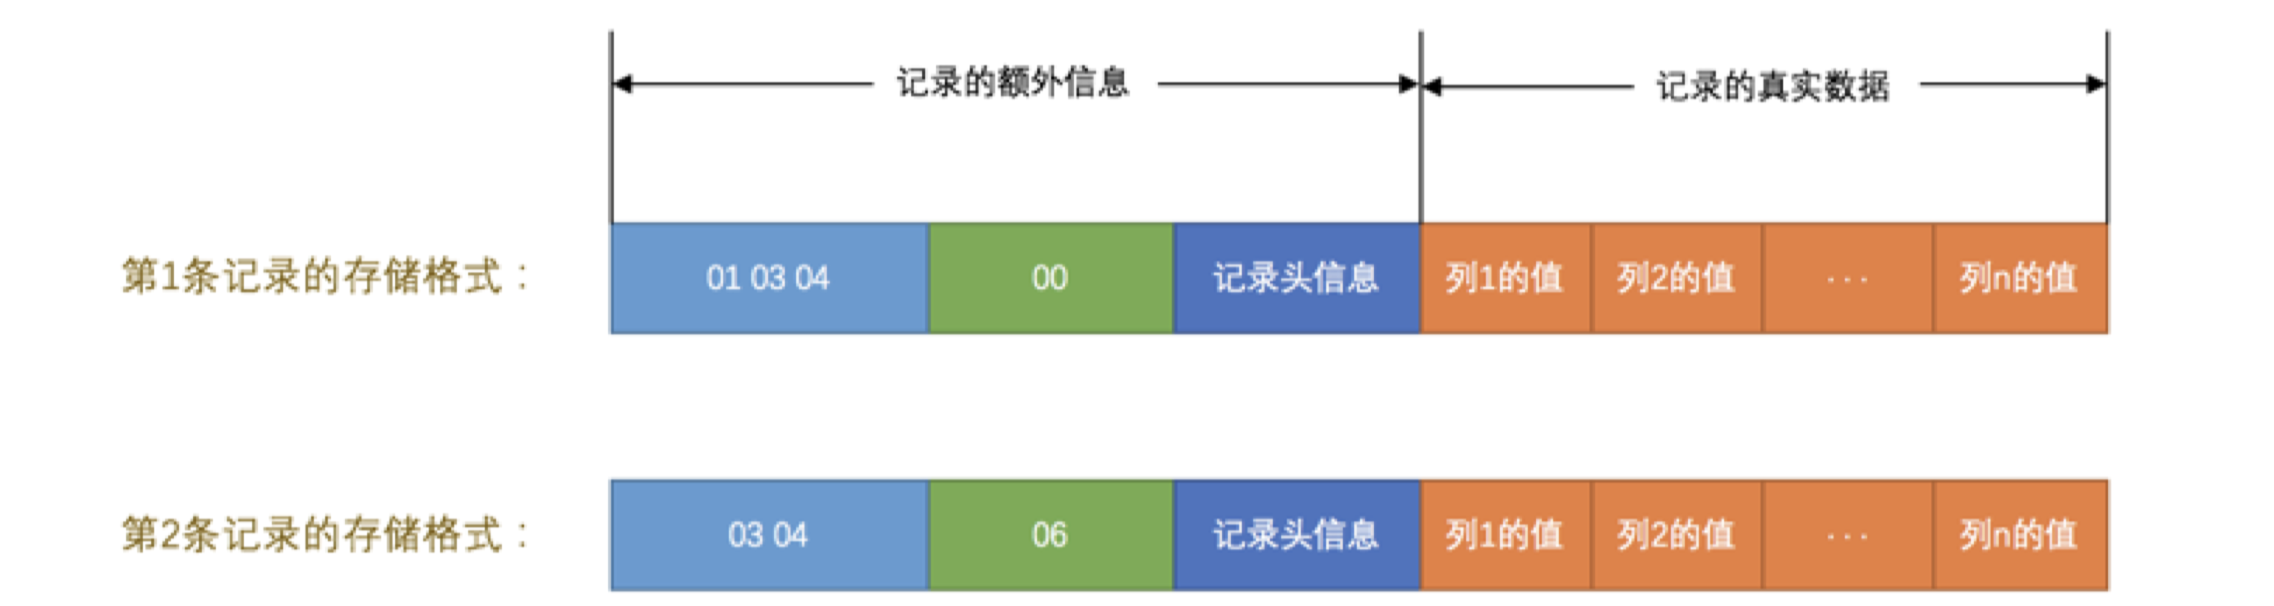 记录的额外信息 记录的真实数据
第1条记录的存储格式： 01 03 04 00 记录头信息 列1的值 列2的值 ... 列n的值
第2条记录的存储格式： 03 04 06 记录头信息 列1的值 列2的值 ... 列n的值